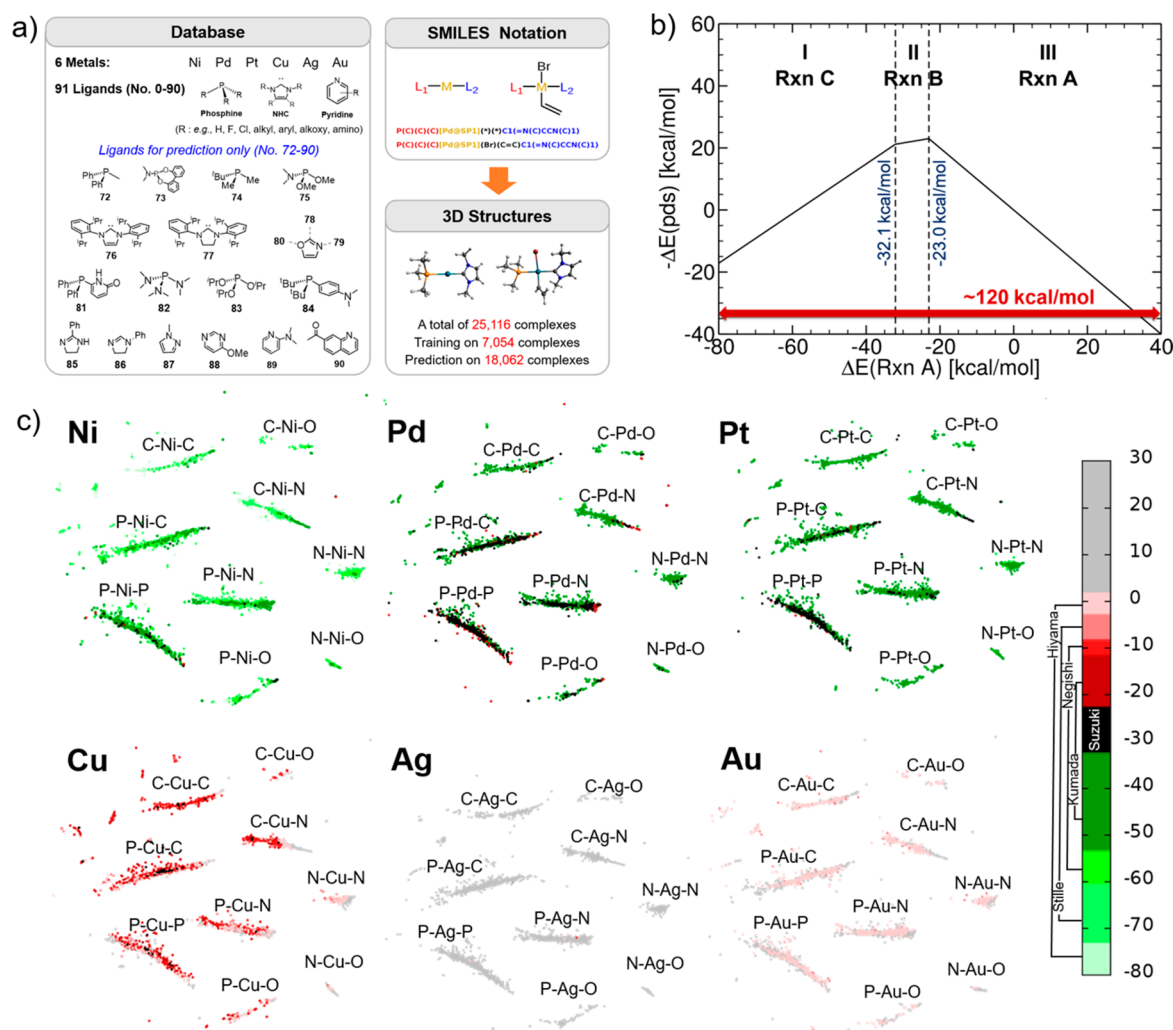 a)
Database
6 Metals: Ni Pd Pt Cu Ag Au
91 Ligands (No. 0-90)
P
R R R
Phosphine
R N N R
R R
NHC
N
R
Pyridine
(R : e.g., H, F, Cl, alkyl, aryl, alkoxy, amino)
Ligands for prediction only (No. 72-90)
72
73
74
75
76
77
78
80
79
81
82
83
84
85
86
87
88
89
90
SMILES Notation
L1 M L2
Br
L1 M L2
P(C)(C)(C)[Pd@SP1](*)(*)C1(=N(C)CCN(C)1)
P(C)(C)(C)[Pd@SP1](Br)(C=C)C1(=N(C)CCN(C)1)
3D Structures
A total of 25,116 complexes
Training on 7,054 complexes
Prediction on 18,062 complexes
b)
I II III
Rxn C Rxn B Rxn A
-ΔE(pds) [kcal/mol]
60
40
20
0
-20
-40
-32.1 kcal/mol
-23.0 kcal/mol
~120 kcal/mol
-80 -60 -40 -20 0 20 40
ΔE(Rxn A) [kcal/mol]
c)
Ni
C-Ni-O
C-Ni-C
C-Ni-N
P-Ni-C
N-Ni-N
P-Ni-N
P-Ni-P
N-Ni-O
P-Ni-O
Pd
C-Pd-O
C-Pd-C
C-Pd-N
P-Pd-C
N-Pd-N
P-Pd-N
P-Pd-P
N-Pd-O
P-Pd-O
Pt
C-Pt-O
C-Pt-C
C-Pt-N
P-Pt-C
N-Pt-N
P-Pt-N
P-Pt-P
N-Pt-O
P-Pt-O
Cu
C-Cu-O
C-Cu-C
C-Cu-N
P-Cu-C
N-Cu-N
P-Cu-N
P-Cu-P
N-Cu-O
P-Cu-O
Ag
C-Ag-O
C-Ag-C
C-Ag-N
P-Ag-C
N-Ag-N
P-Ag-N
P-Ag-P
N-Ag-O
P-Ag-O
Au
C-Au-O
C-Au-C
C-Au-N
P-Au-C
N-Au-N
P-Au-N
P-Au-P
N-Au-O
P-Au-O
30
20
10
0
-10
-20
-30
-40
-50
-60
-70
-80
Hiyama
Negishi
Suzuki
Kumada
Stille